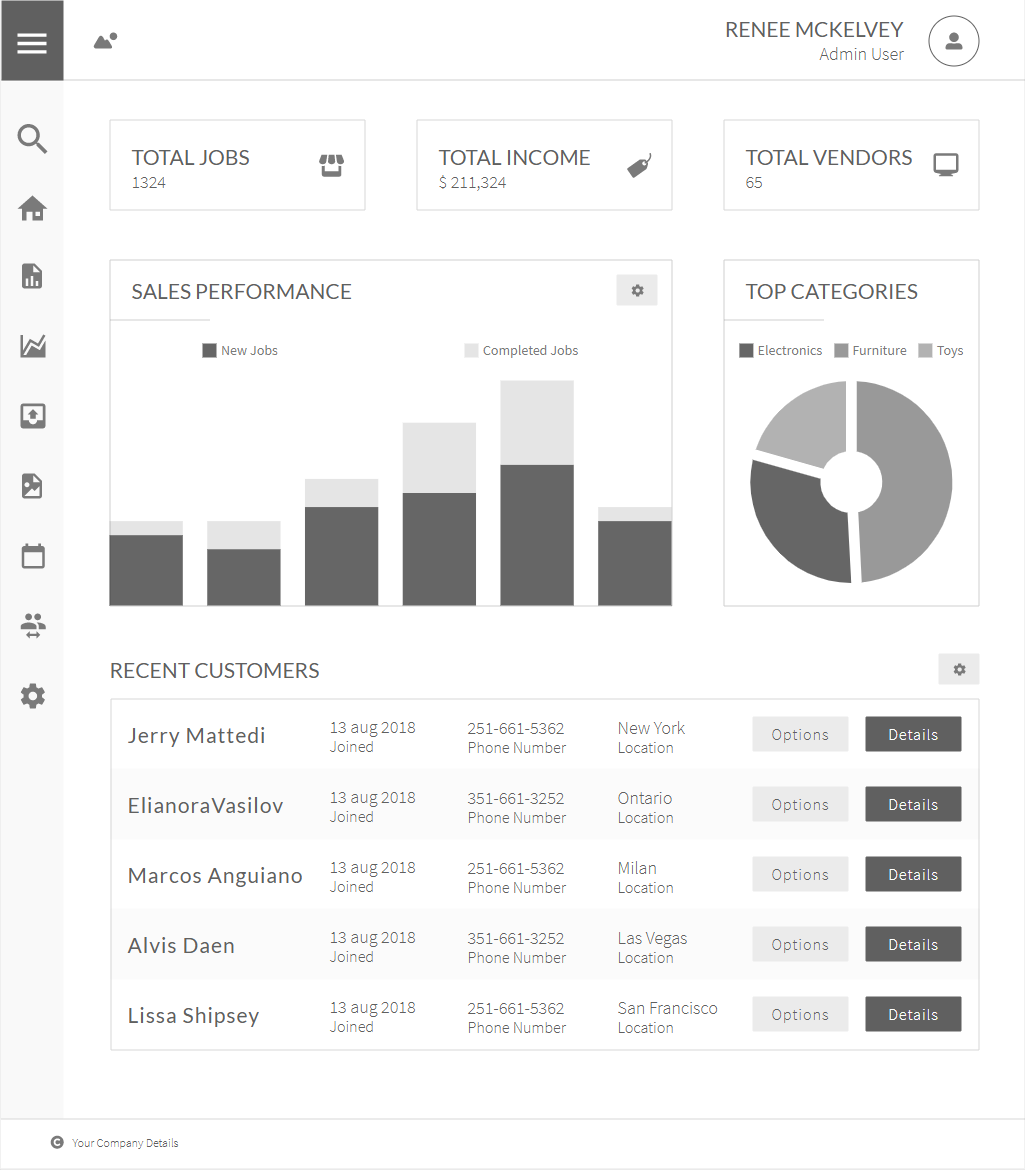 RENEE MCKELVEY
Admin User
TOTAL JOBS
1324
TOTAL INCOME
$ 211,324
TOTAL VENDORS
65
SALES PERFORMANCE
New Jobs
Completed Jobs
TOP CATEGORIES
Electronics Furniture Toys
RECENT CUSTOMERS
Jerry Mattedi
13 aug 2018
Joined
251-661-5362
Phone Number
New York
Location
Options
Details
ElianoraVasilov
13 aug 2018
Joined
351-661-3252
Phone Number
Ontario
Location
Options
Details
Marcos Anguiano
13 aug 2018
Joined
251-661-5362
Phone Number
Milan
Location
Options
Details
Alvis Daen
13 aug 2018
Joined
351-661-3252
Phone Number
Las Vegas
Location
Options
Details
Lissa Shipsey
13 aug 2018
Joined
251-661-5362
Phone Number
San Francisco
Location
Options
Details
© Your Company Details